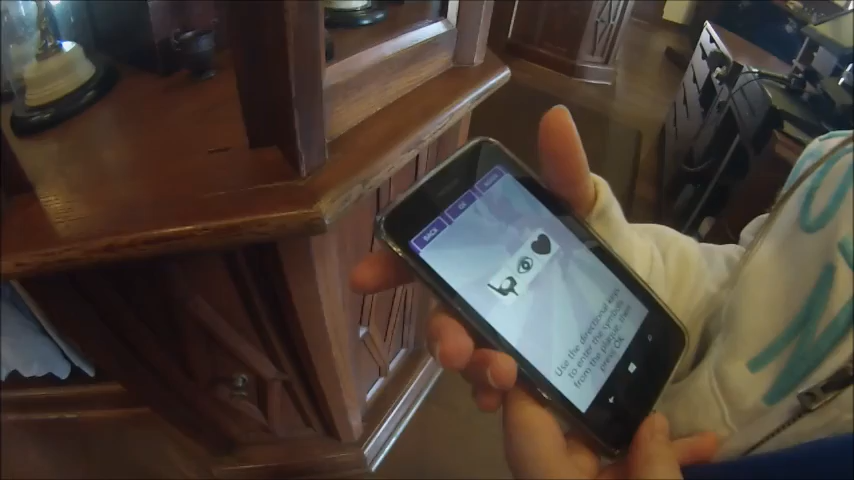 BACK
OK
Use the directional keys
to enter the symbols
from the plaque, then
press OK